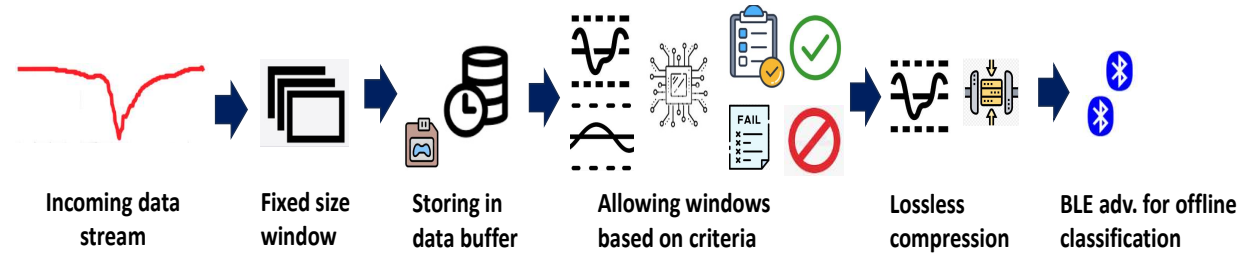 FAIL
Incoming data
stream
Fixed size
window
Storing in
data buffer
Allowing windows
based on criteria
Lossless
compression
BLE adv. for offline
classification